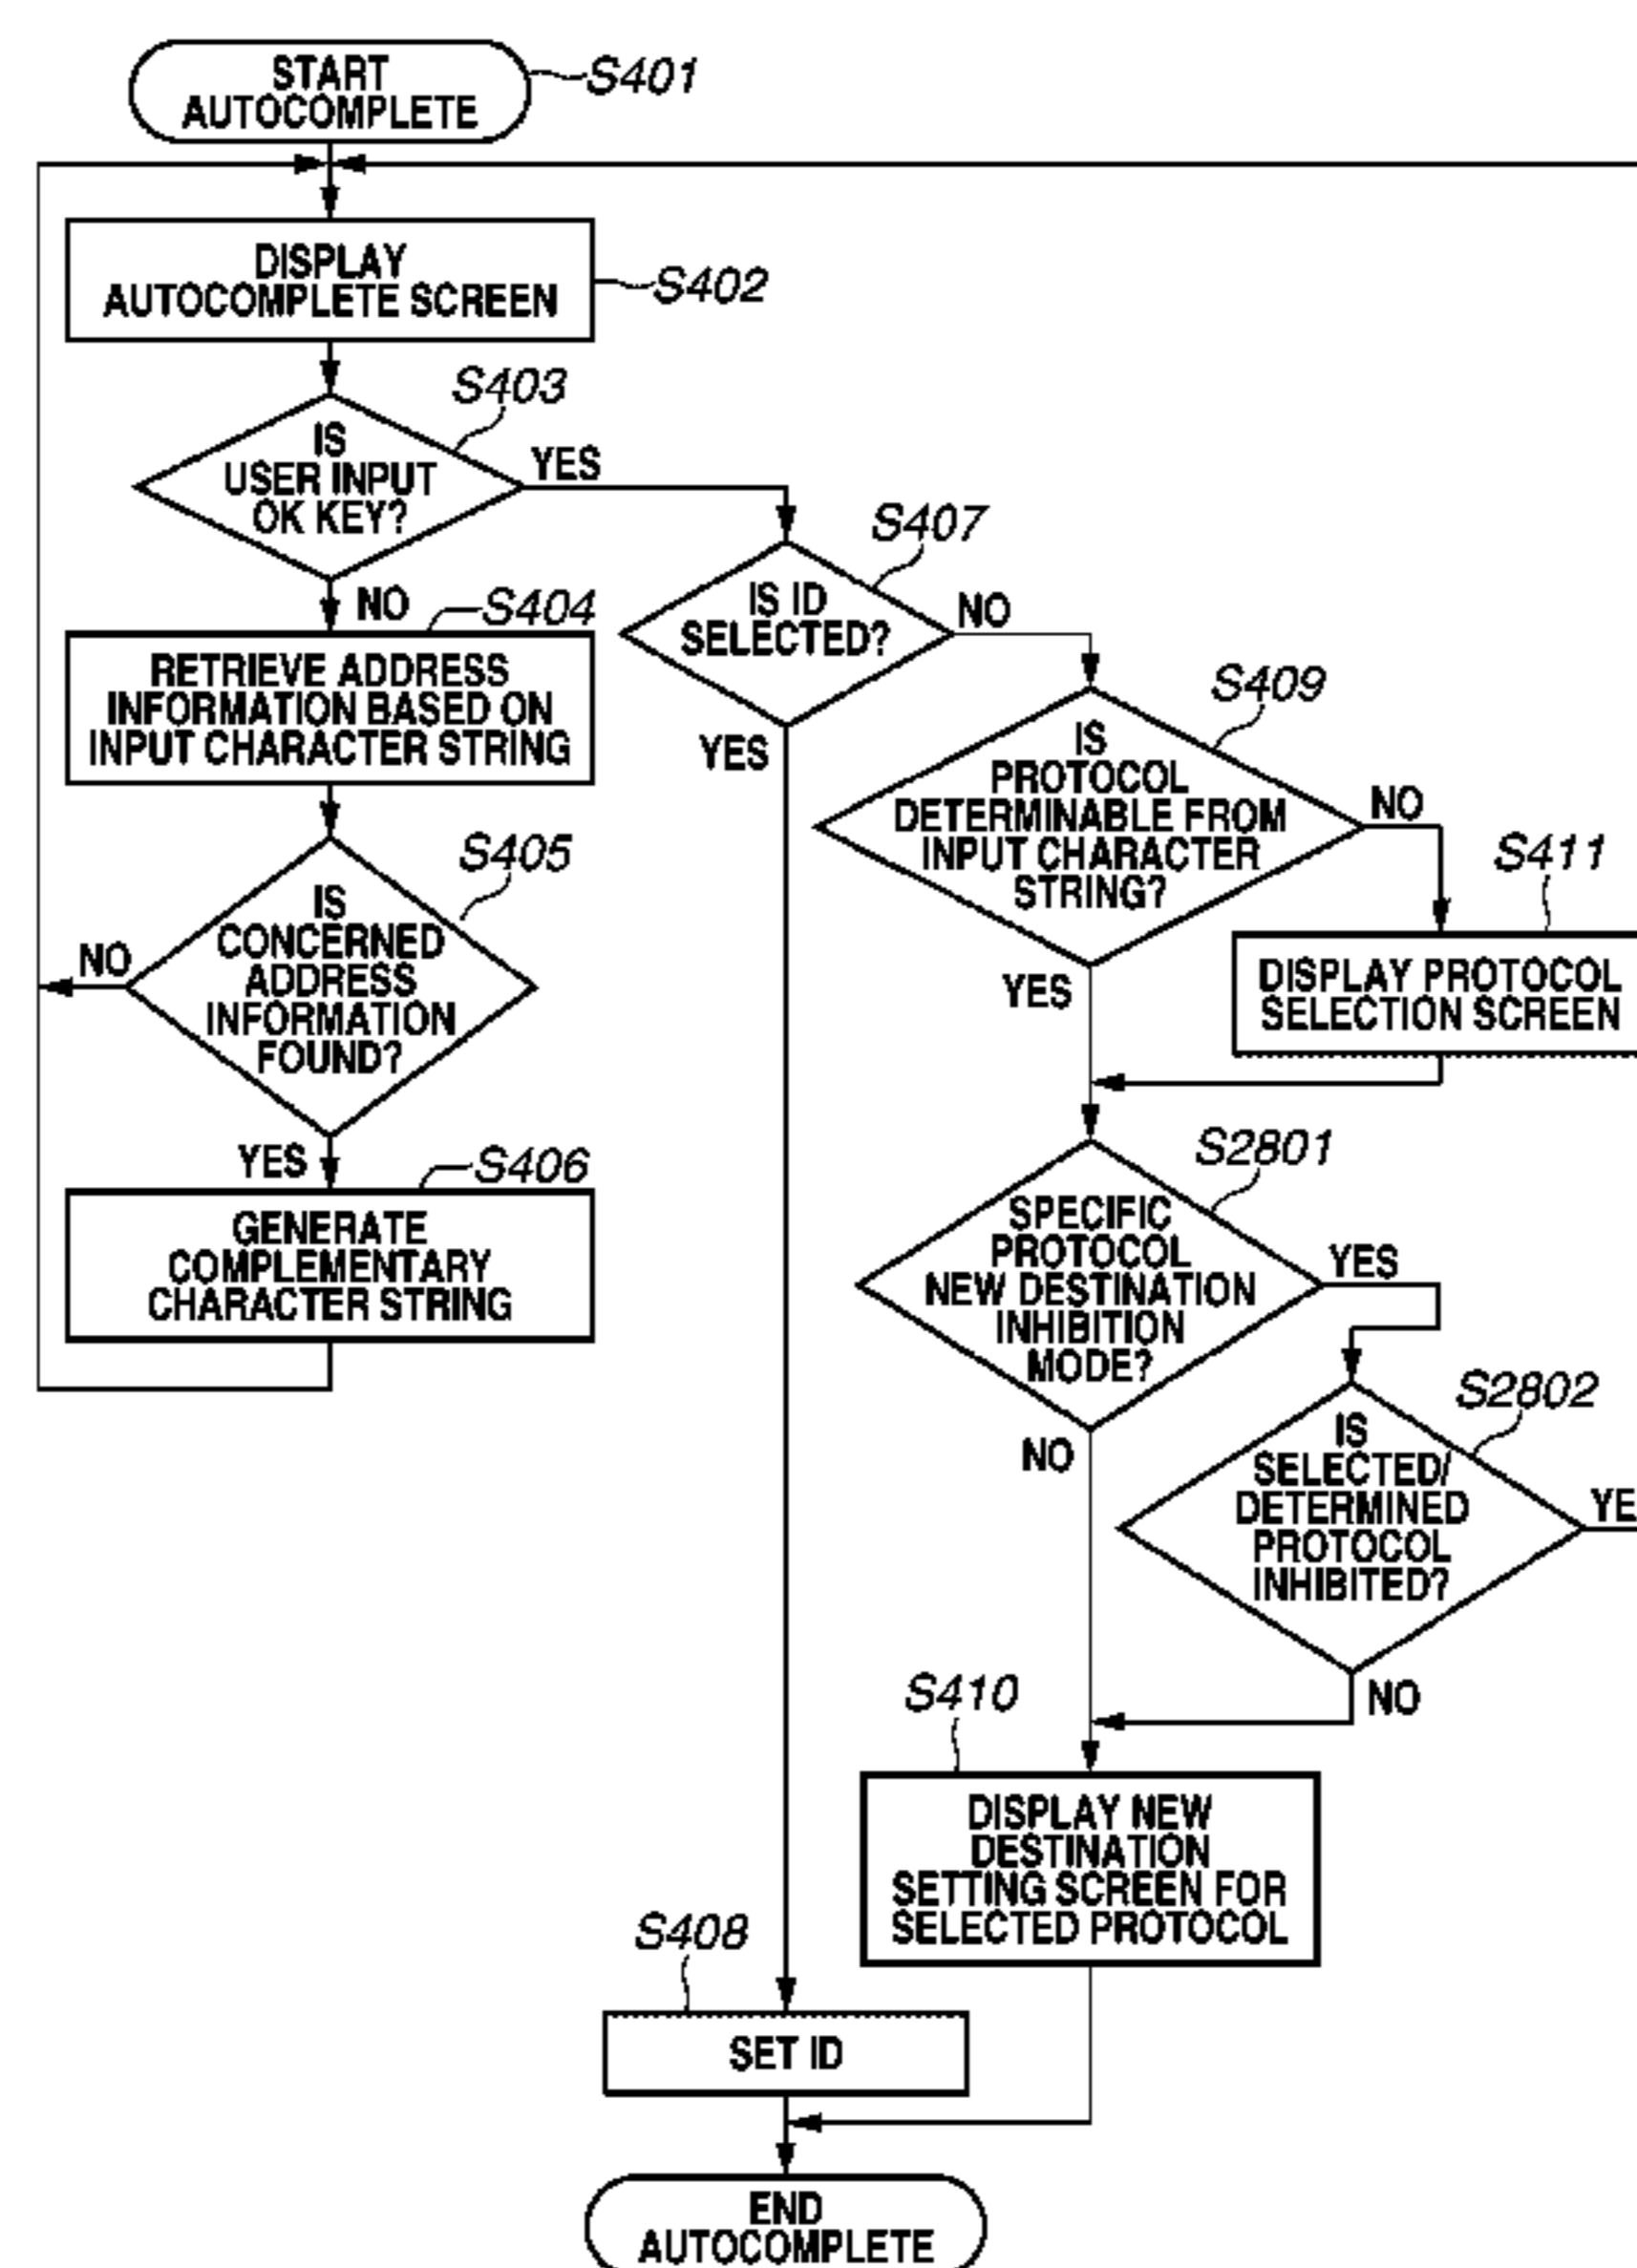 START
AUTOCOMPLETE
S401
DISPLAY
AUTOCOMPLETE SCREEN
S402
S403
IS
USER INPUT
OK KEY?
YES
NO
S404
RETRIEVE ADDRESS
INFORMATION BASED ON
INPUT CHARACTER STRING
S405
IS
CONCERNED
ADDRESS
INFORMATION
FOUND?
NO
YES
S406
GENERATE
COMPLEMENTARY
CHARACTER STRING
S407
IS ID
SELECTED?
NO
YES
S409
IS
PROTOCOL
DETERMINABLE FROM
INPUT CHARACTER
STRING?
NO
YES
S411
DISPLAY PROTOCOL
SELECTION SCREEN
S2801
SPECIFIC
PROTOCOL
NEW DESTINATION
INHIBITION
MODE?
YES
NO
S2802
IS
SELECTED/
DETERMINED
PROTOCOL
INHIBITED?
YE
NO
S410
DISPLAY NEW
DESTINATION
SETTING SCREEN FOR
SELECTED PROTOCOL
S408
SET ID
END
AUTOCOMPLETE